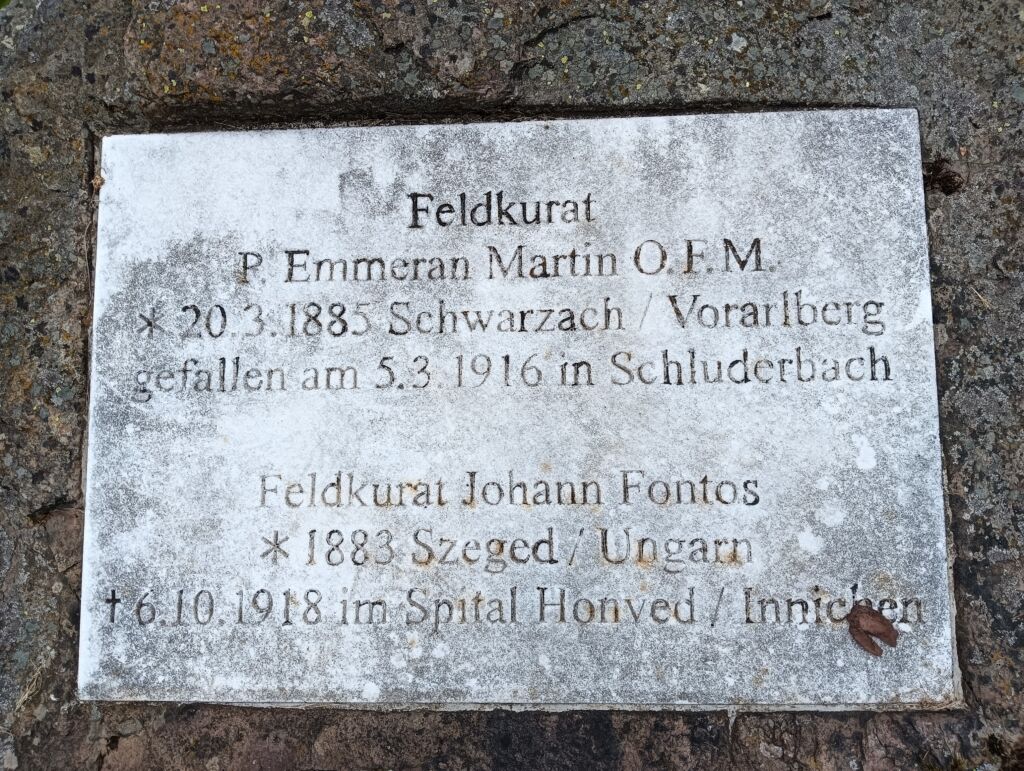 Feldkurat
P. Emmeran Martin O.F.M.
* 20.3.1885 Schwarzach / Vorarlberg
gefallen am 5.3.1916 in Schluderbach
Feldkurat Johann Fontos
* 1883 Szeged / Ungarn
† 6.10.1918 im Spital Honved / Innichen